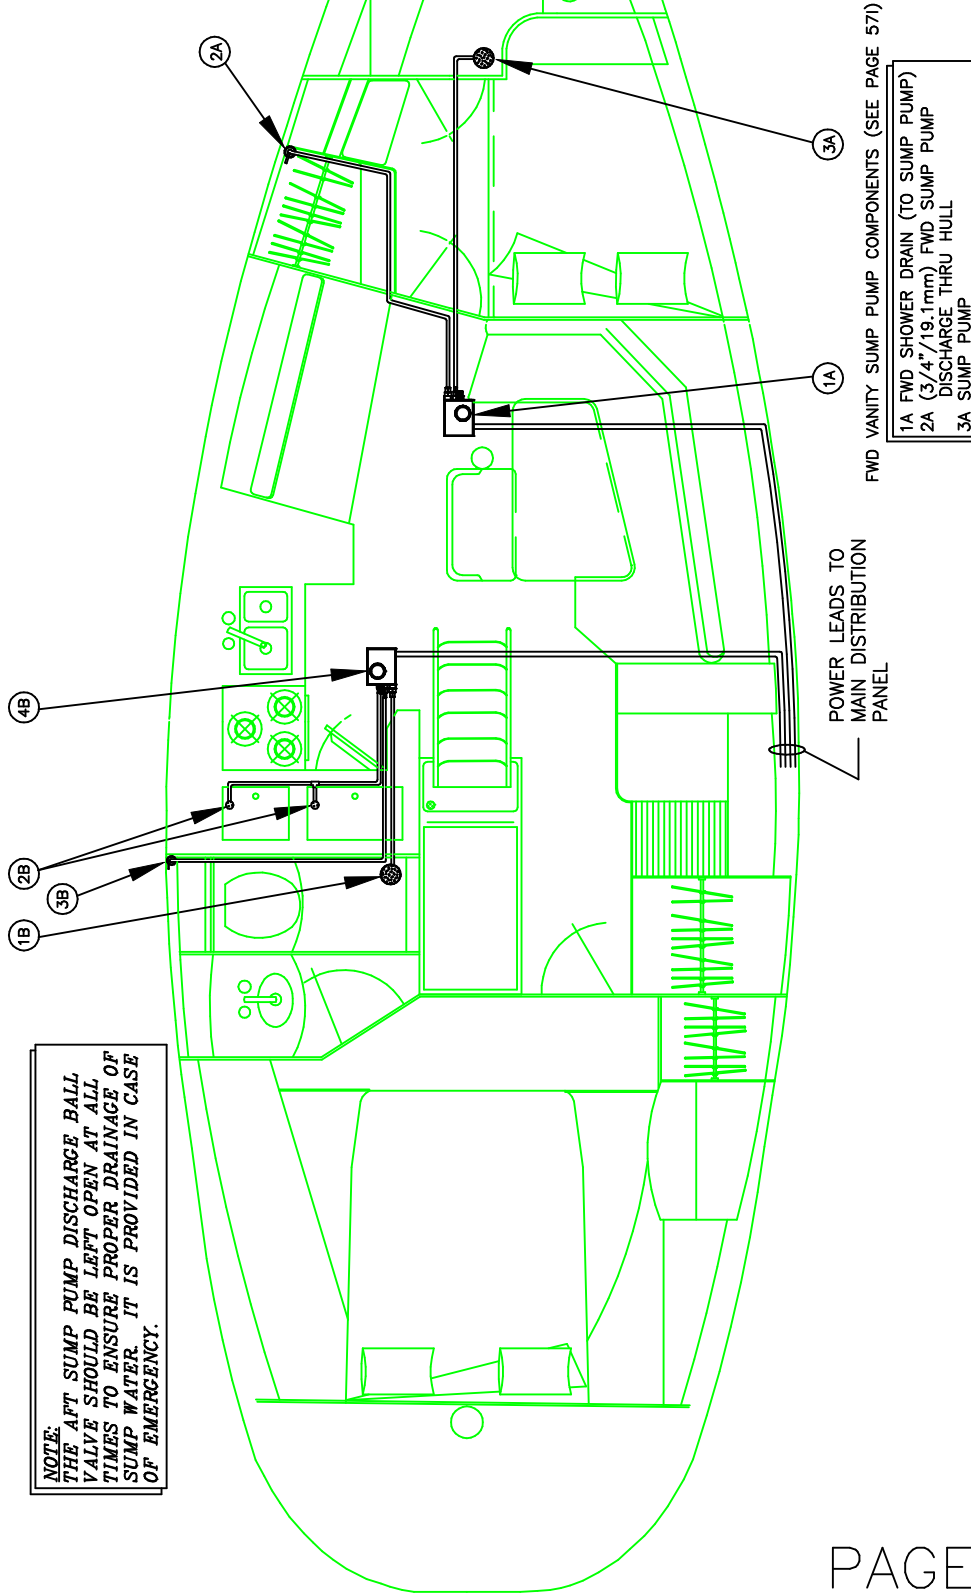 NOTE:
THE AFT SUMP PUMP DISCHARGE BALL
VALVE SHOULD BE LEFT OPEN AT ALL
TIMES TO ENSURE PROPER DRAINAGE OF
SUMP WATER. IT IS PROVIDED IN CASE
OF EMERGENCY.
1B
3B
2B
4B
2A
3A
1A
POWER LEADS TO
MAIN DISTRIBUTION
PANEL
FWD VANITY SUMP PUMP COMPONENTS (SEE PAGE 571)
1A FWD SHOWER DRAIN (TO SUMP PUMP)
2A (3/4"/19.1mm) FWD SUMP PUMP
DISCHARGE THRU HULL
3A SUMP PUMP
PAGE